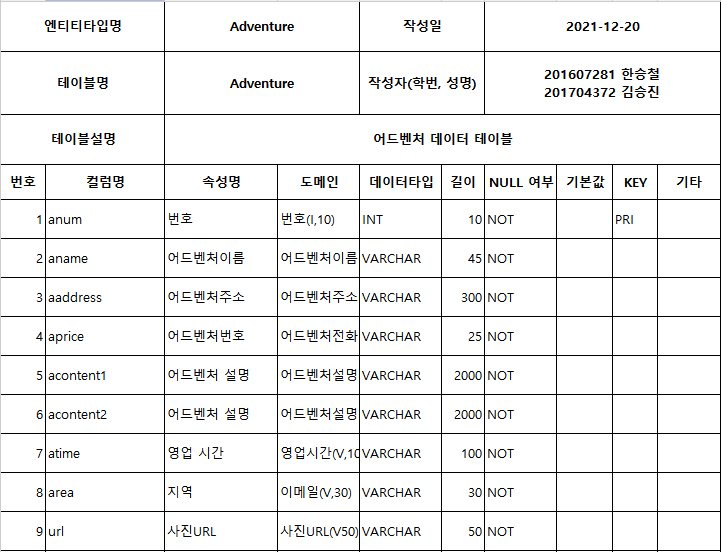 엔티티타입명 Adventure 작성일 2021-12-20
테이블명 Adventure 작성자(학번, 성명) 201607281 한승철
201704372 김승진
테이블설명 어드벤처 데이터 테이블
번호 컬럼명 속성명 도메인 데이터타입 길이 NULL 여부 기본값 KEY 기타
1 anum 번호 번호(I,10) INT 10 NOT PRI
2 aname 어드벤처이름 어드벤처이름 VARCHAR 45 NOT
3 aaddress 어드벤처주소 어드벤처주소 VARCHAR 300 NOT
4 aprice 어드벤처번호 어드벤처전화 VARCHAR 25 NOT
5 acontent1 어드벤처 설명 어드벤처설명 VARCHAR 2000 NOT
6 acontent2 어드벤처 설명 어드벤처설명 VARCHAR 2000 NOT
7 atime 영업 시간 영업시간(V,10 VARCHAR 100 NOT
8 area 지역 이메일(V,30) VARCHAR 30 NOT
9 url 사진URL 사진URL(V50) VARCHAR 50 NOT